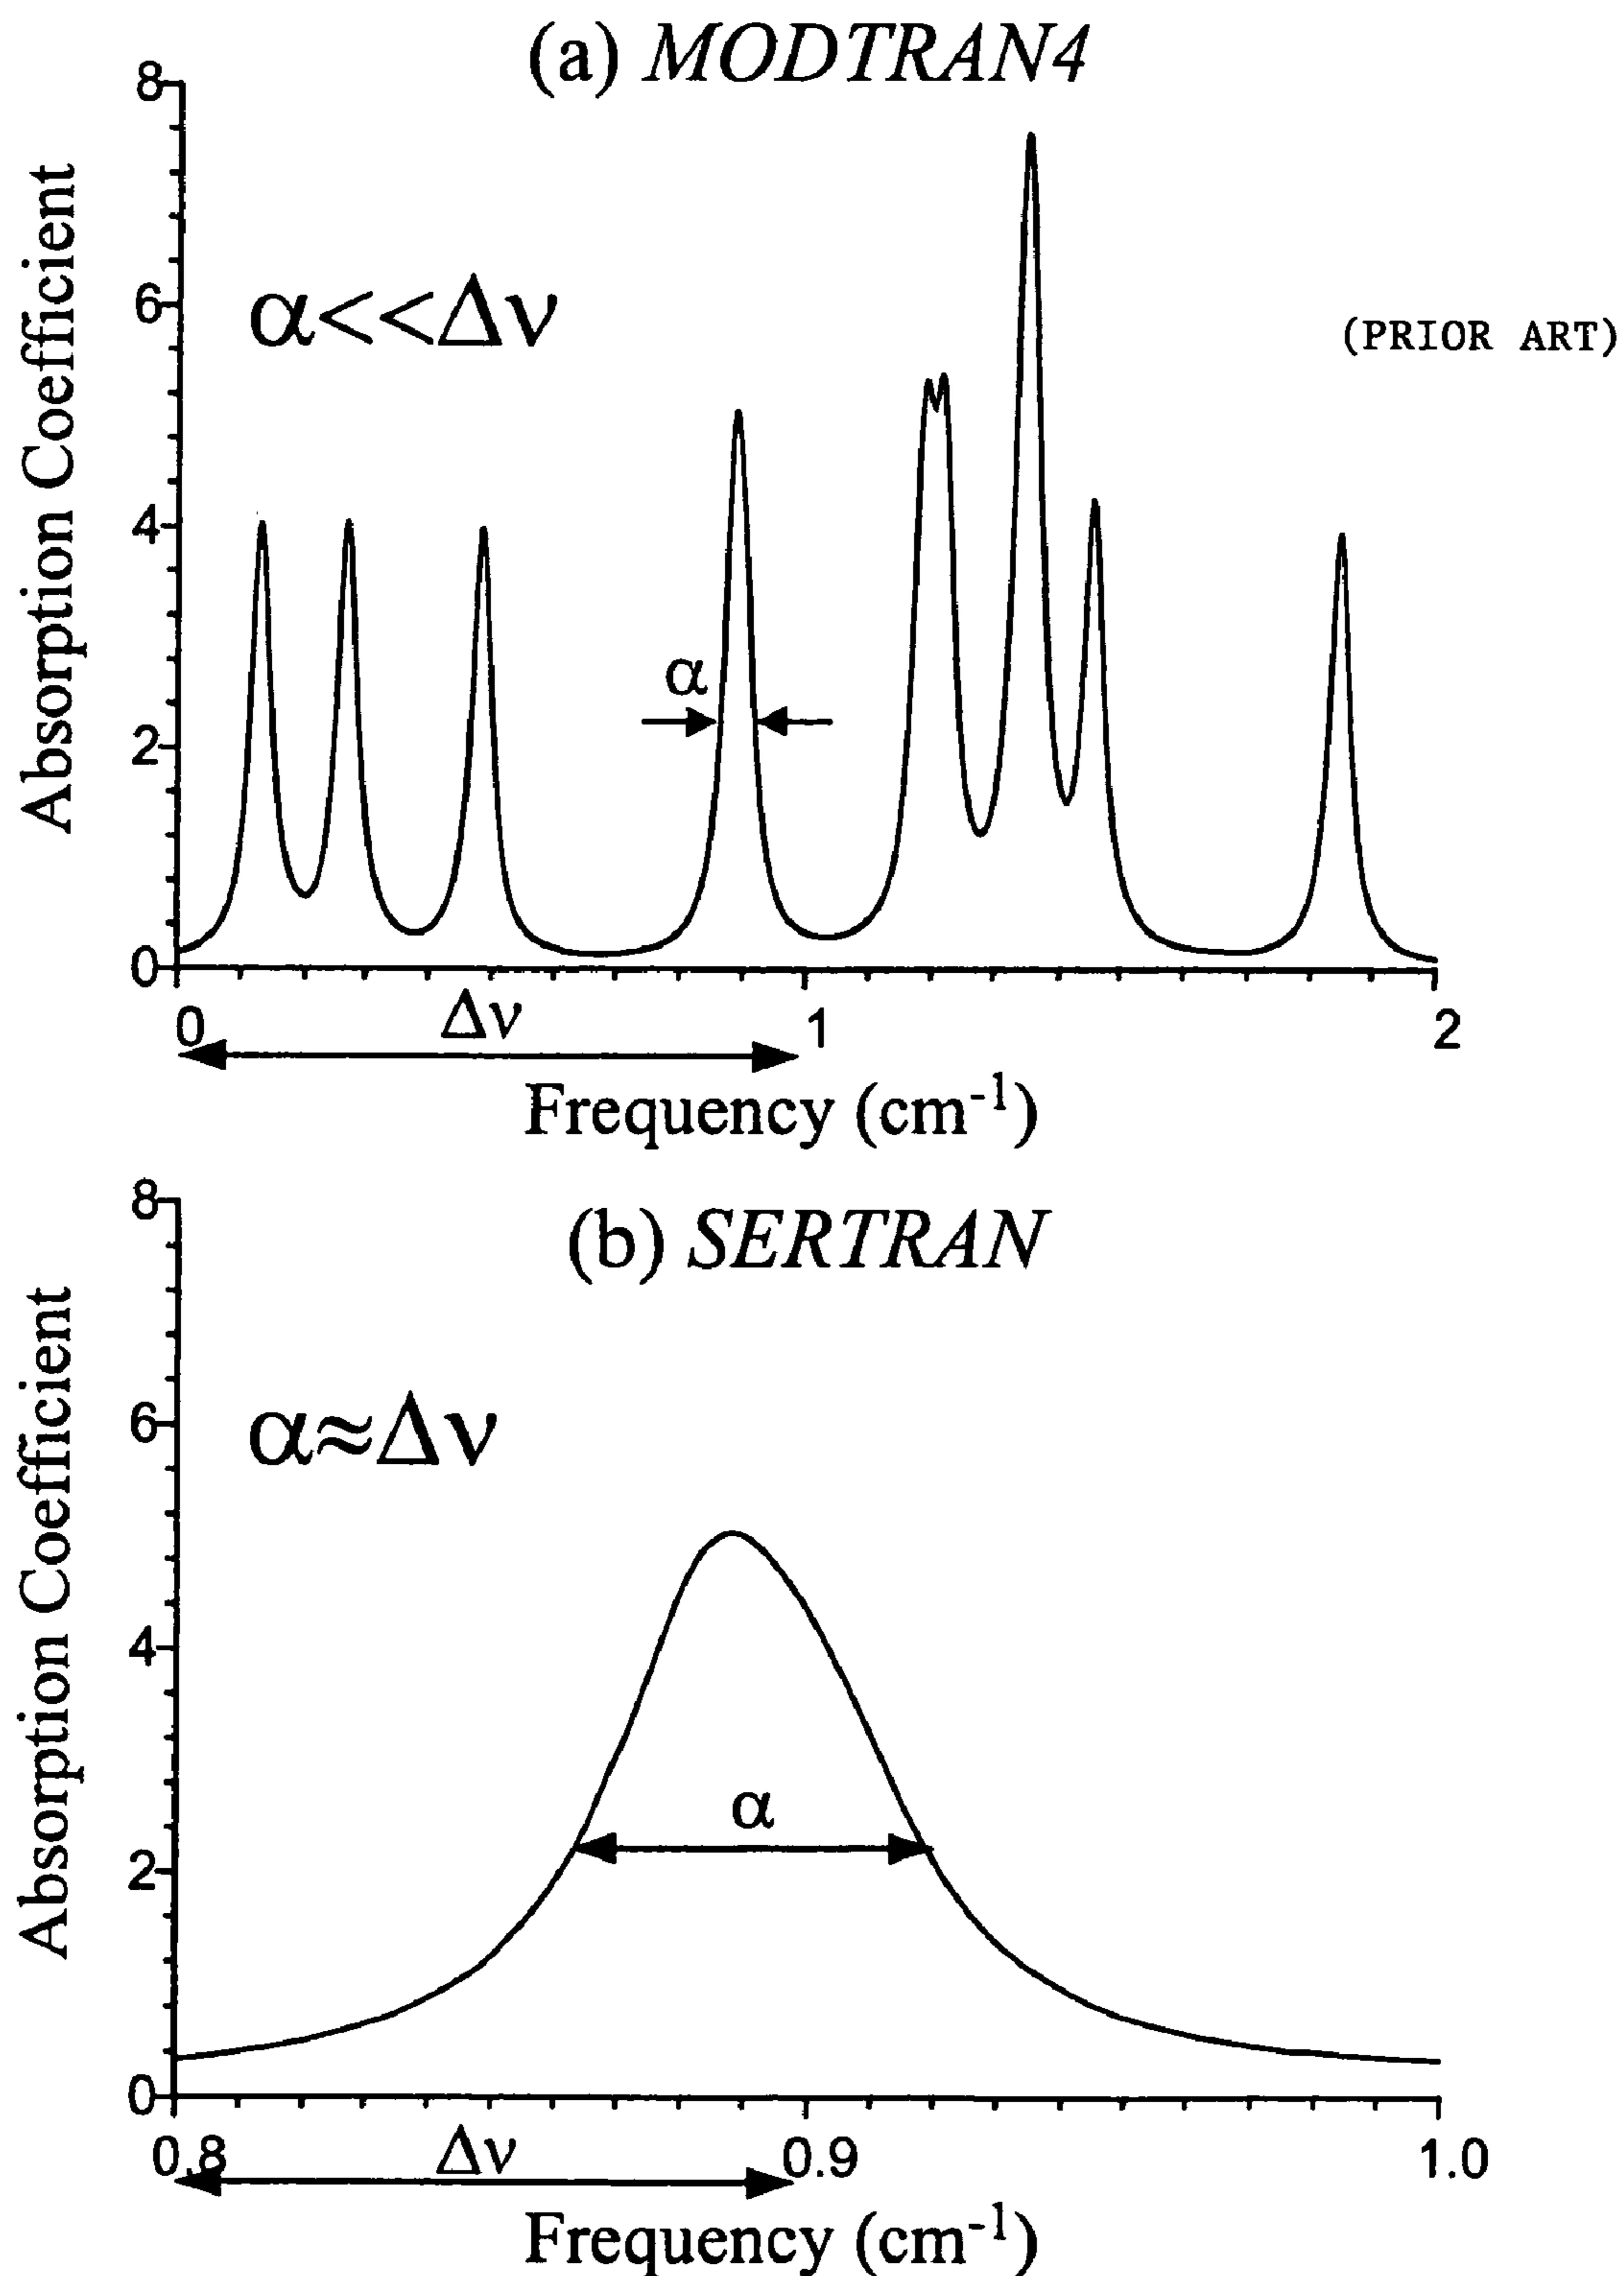 (a) MODTRAN4
8
6
4
2
0
Absorption Coefficient
α<<Δν
(PRIOR ART)
α
0
1
2
Δν
Frequency (cm⁻¹)
(b) SERTRAN
8
6
4
2
0
Absorption Coefficient
α≈Δν
α
0.8
0.9
1.0
Δν
Frequency (cm⁻¹)